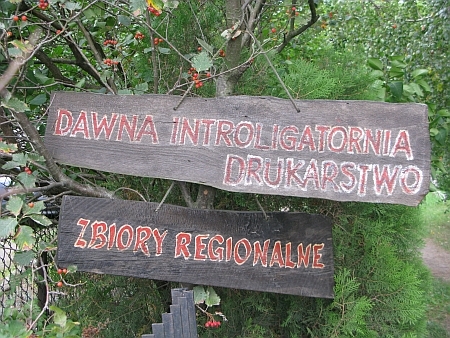 DAWNA INTROLIGATORNIA
DRUKARSTWO
ZBIORY REGIONALNE